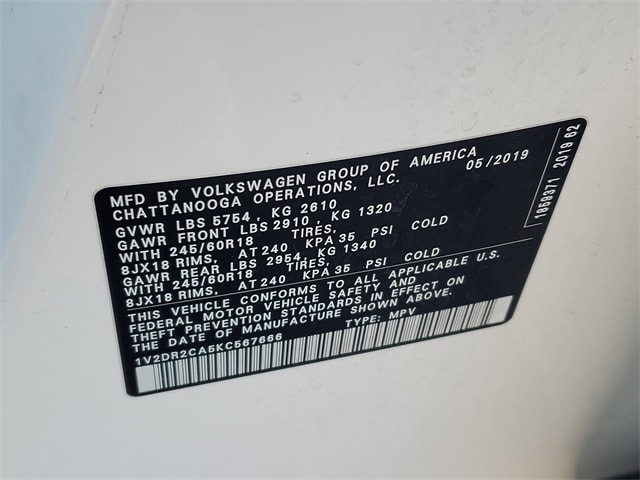 MFD BY VOLKSWAGEN GROUP OF AMERICA 05/2019
CHATTANOOGA OPERATIONS, LLC.
GVWR LBS 5754 , KG 2610
GAWR FRONT LBS 2910 , KG 1320
WITH 245/60R18 TIRES,
8JX18 RIMS, AT 240 KPA 35 PSI COLD
GAWR REAR LBS 2954, KG 1340
WITH 245/60R18 TIRES,
8JX18 RIMS, AT 240 KPA 35 PSI COLD
THIS VEHICLE CONFORMS TO ALL APPLICABLE U.S.
FEDERAL MOTOR VEHICLE SAFETY AND
THEFT PREVENTION STANDARDS IN EFFECT ON
THE DATE OF MANUFACTURE SHOWN ABOVE.
1V2DR2CA5KC567666 TYPE: MPV
1859371 2019 62